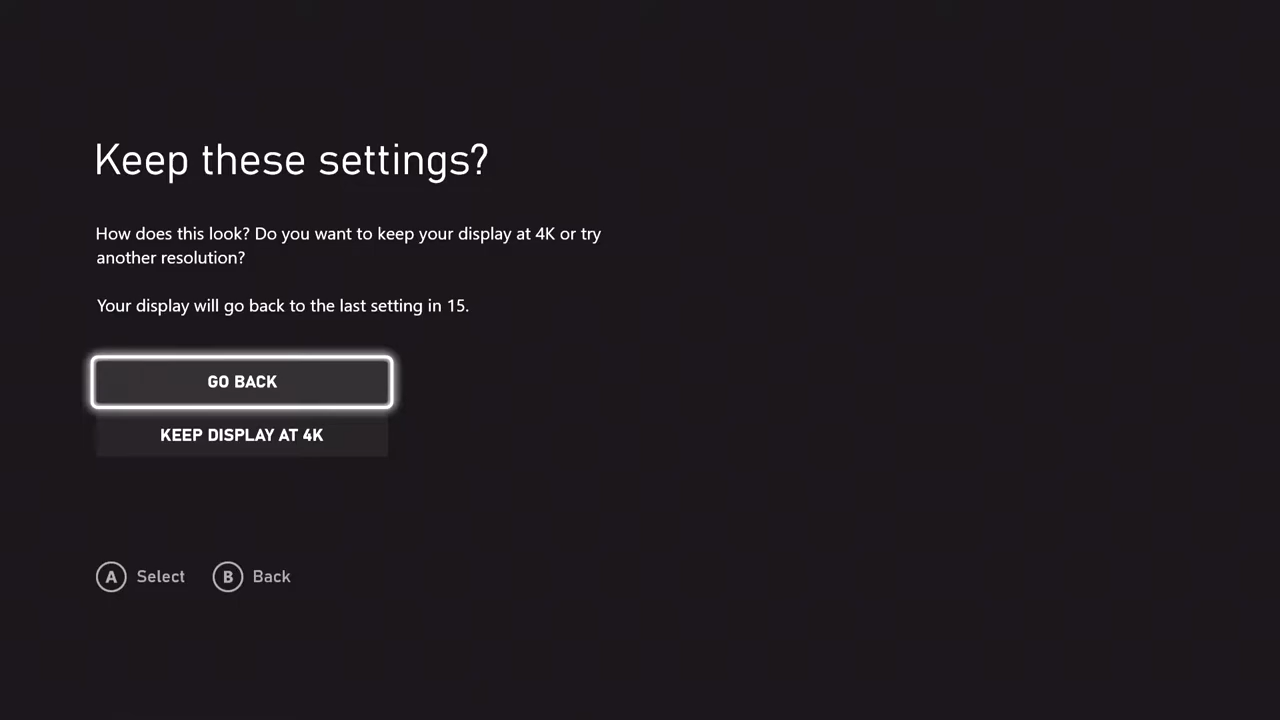 Keep these settings?
How does this look? Do you want to keep your display at 4K or try
another resolution?
Your display will go back to the last setting in 15.
GO BACK
KEEP DISPLAY AT 4K
A Select B Back